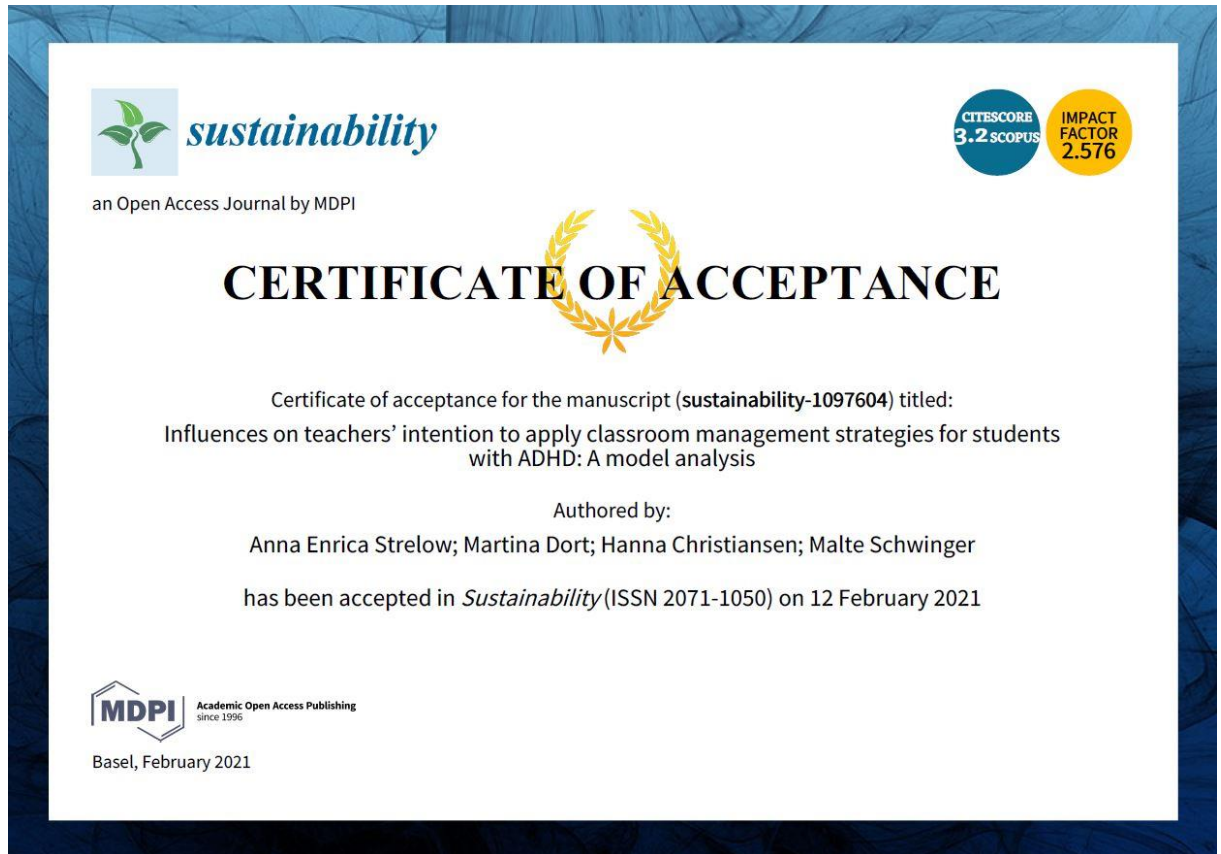 sustainability
CITESCORE
3.2 SCOPUS
IMPACT
FACTOR
2.576
an Open Access Journal by MDPI
CERTIFICATE OF ACCEPTANCE
Certificate of acceptance for the manuscript (sustainability-1097604) titled:
Influences on teachers’ intention to apply classroom management strategies for students
with ADHD: A model analysis
Authored by:
Anna Enrica Strelow; Martina Dort; Hanna Christiansen; Malte Schwinger
has been accepted in Sustainability (ISSN 2071-1050) on 12 February 2021
MDPI
Academic Open Access Publishing
since 1996
Basel, February 2021